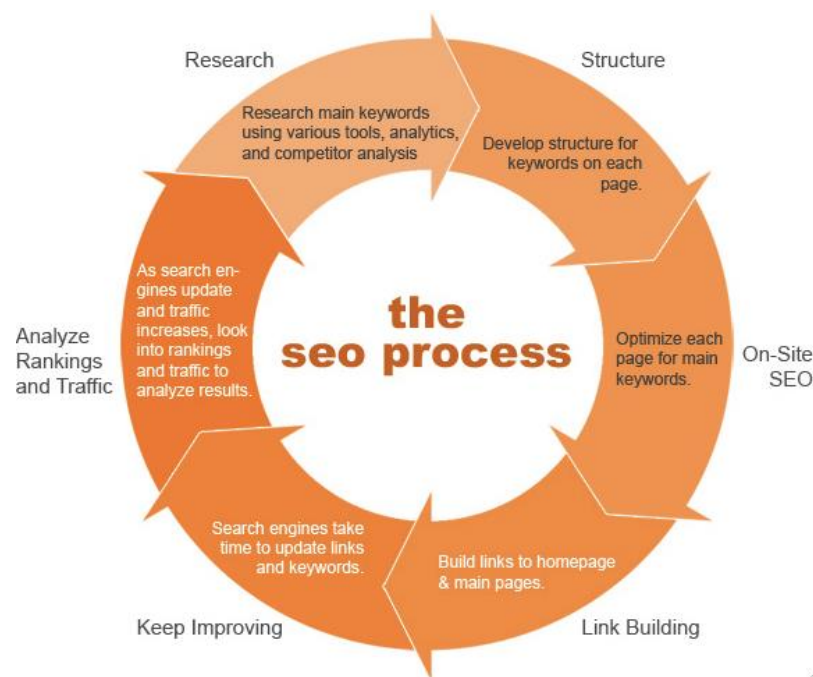 Research
Research main keywords
using various tools, analytics,
and competitor analysis
Structure
Develop structure for
keywords on each
page.
On-Site
SEO
Optimize each
page for main
keywords.
Link Building
Build links to homepage
& main pages.
Keep Improving
Search engines take
time to update links
and keywords.
Analyze
Rankings
and Traffic
As search en-
gines update
and traffic
increases, look
into rankings
and traffic to
analyze results.
the
seo process